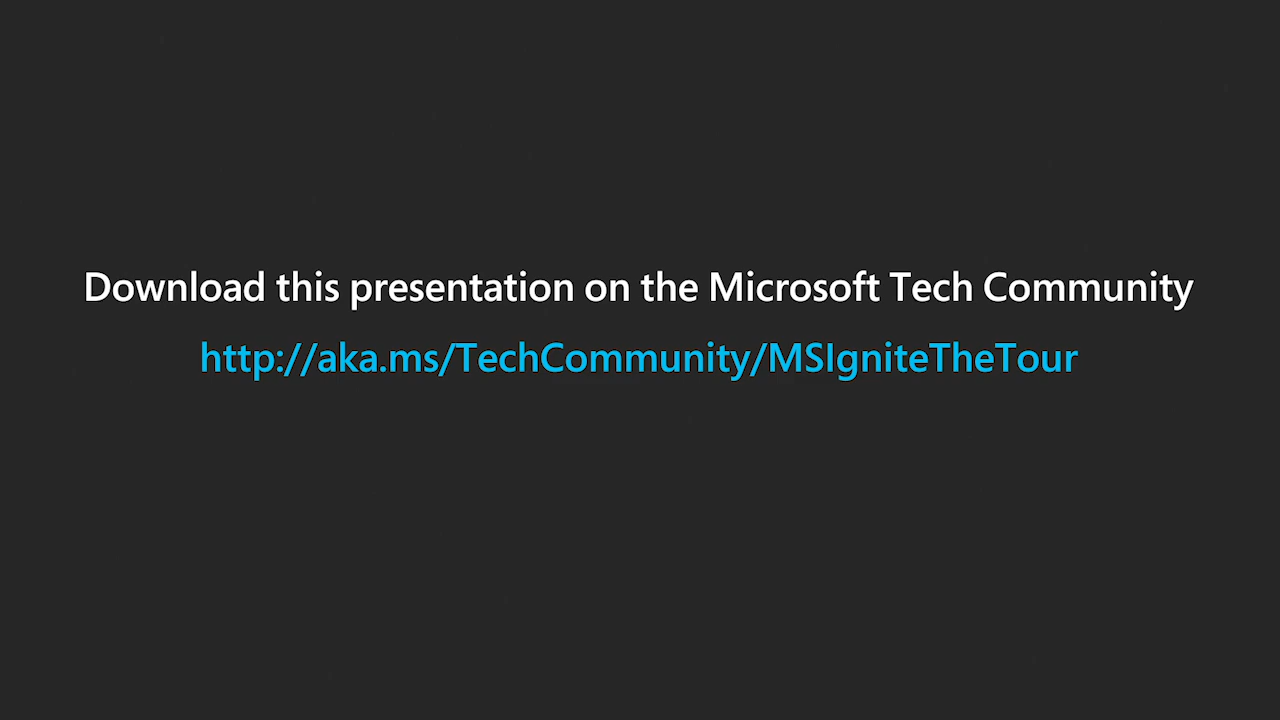 Download this presentation on the Microsoft Tech Community
http://aka.ms/TechCommunity/MSIgniteTheTour